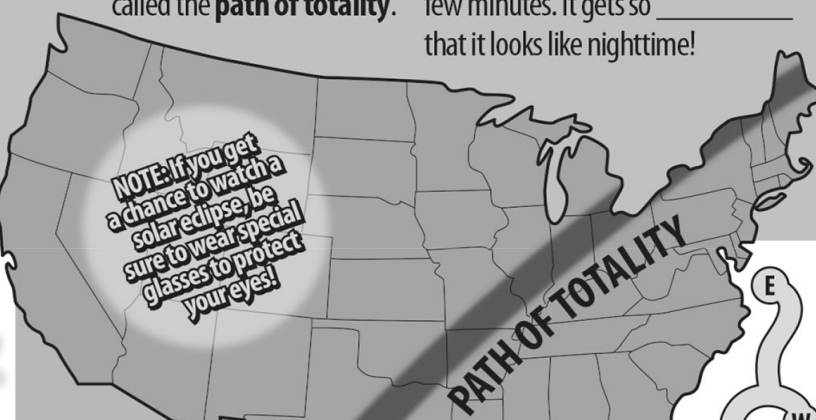 called the path of totality.
few minutes. It gets so ____________
that it looks like nighttime!
NOTE: If you get
a chance to watch a
solar eclipse, be
sure to wear special
glasses to protect
your eyes!
PATH OF TOTALITY
E
W